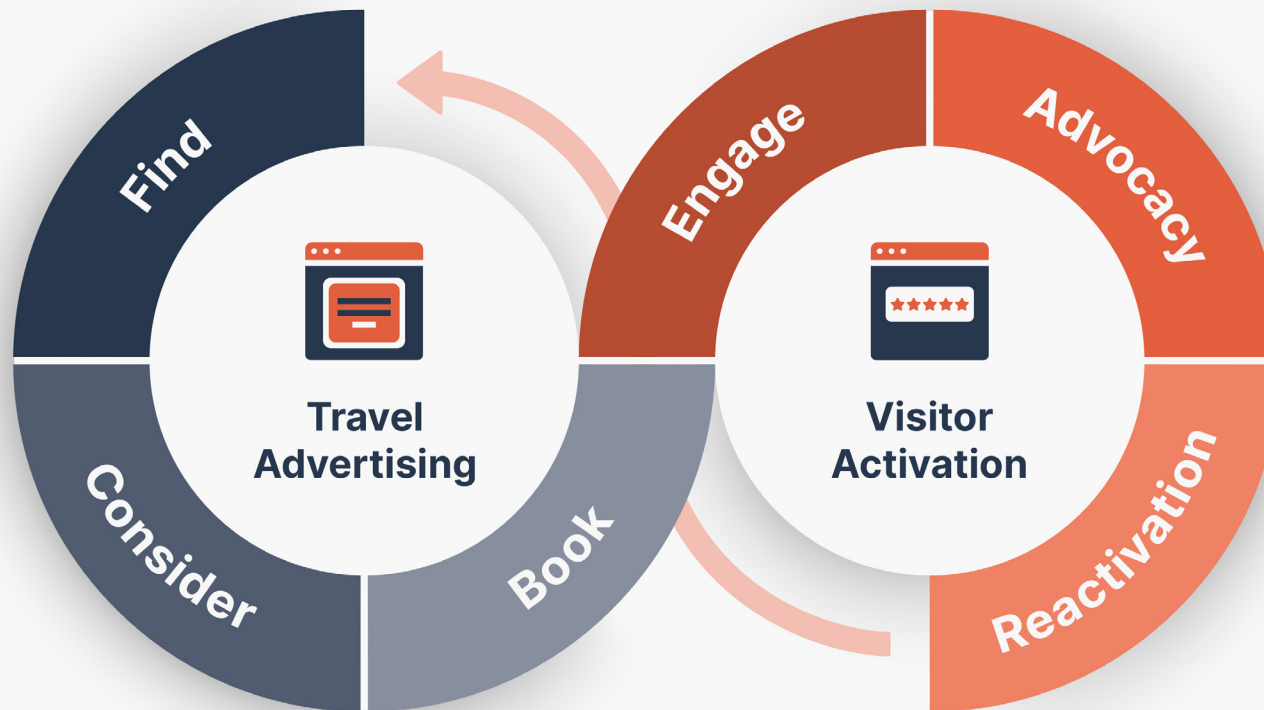 Find
Consider
Book
Travel
Advertising
Engage
Advocacy
Reactivation
Visitor
Activation